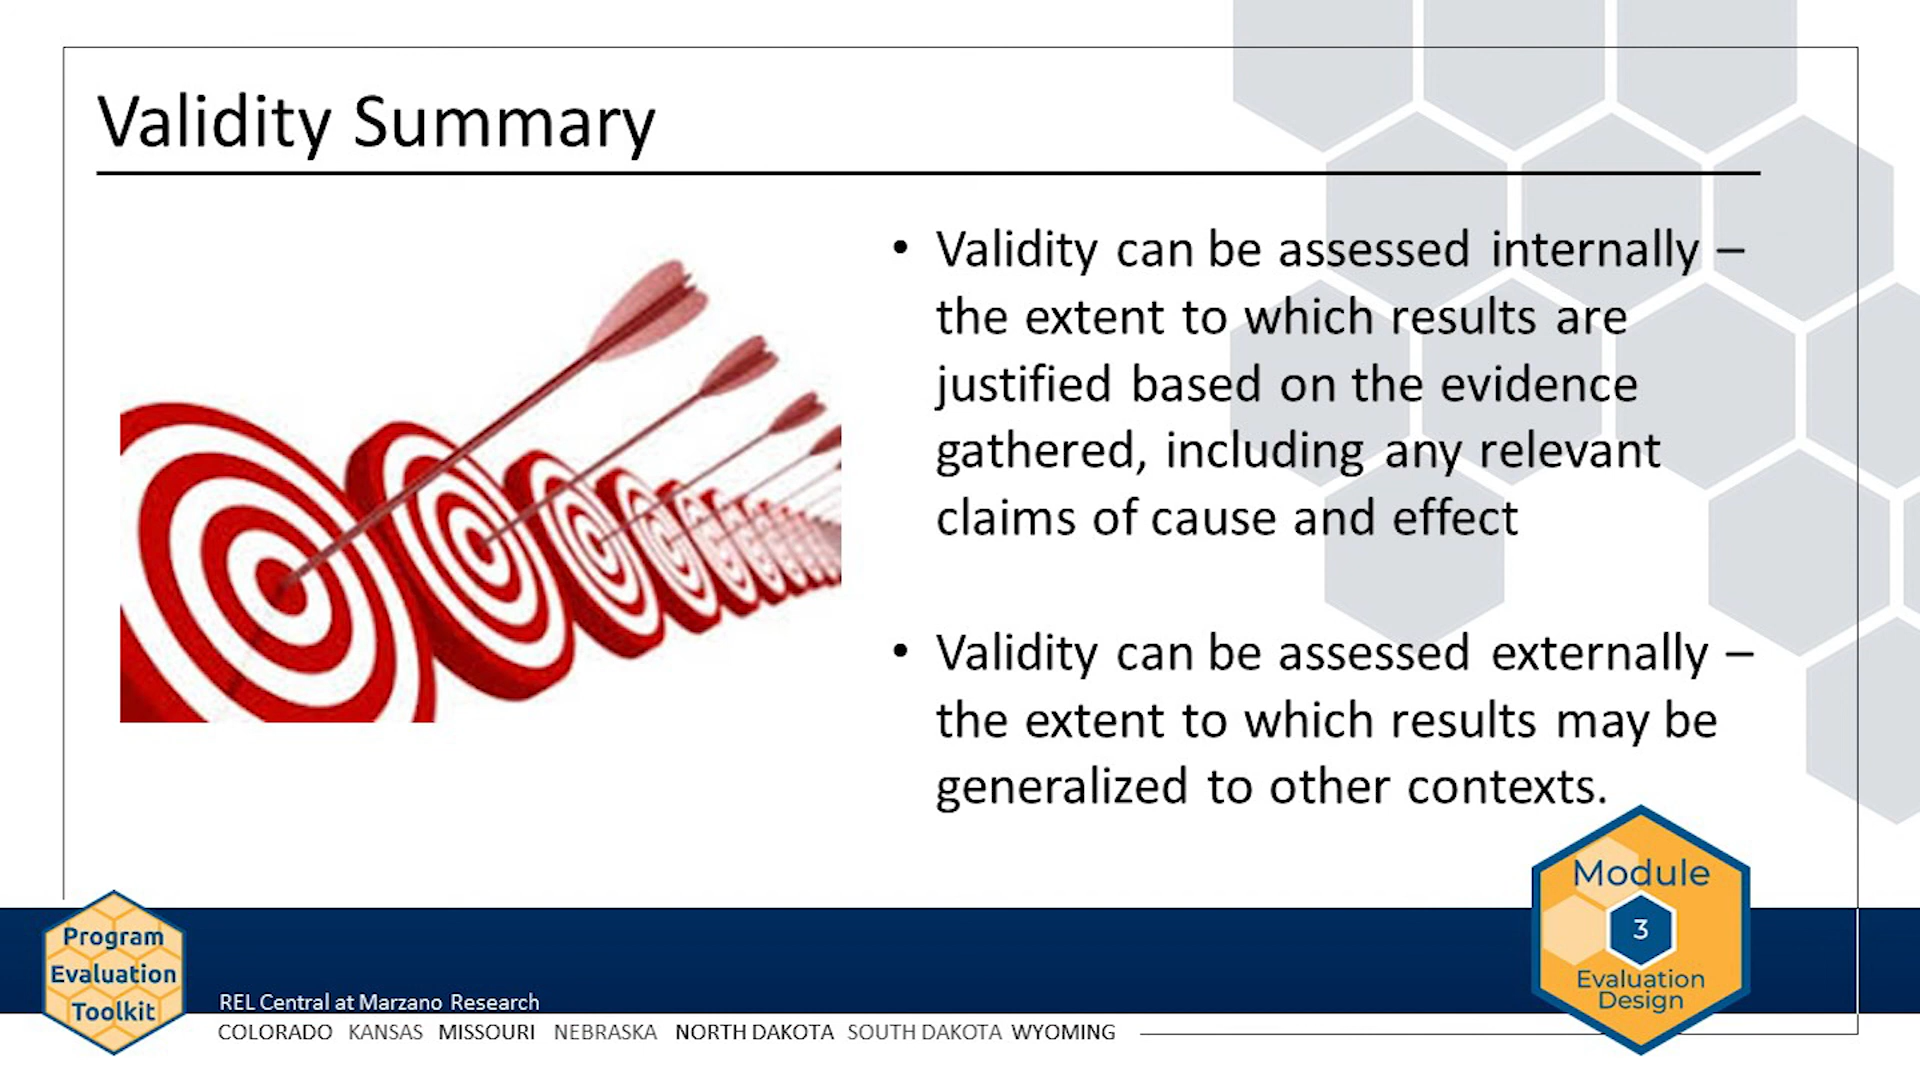 Validity Summary
• Validity can be assessed internally –
the extent to which results are
justified based on the evidence
gathered, including any relevant
claims of cause and effect
• Validity can be assessed externally –
the extent to which results may be
generalized to other contexts.
Module
3
Evaluation
Design
Program
Evaluation
Toolkit
REL Central at Marzano Research
COLORADO KANSAS MISSOURI NEBRASKA NORTH DAKOTA SOUTH DAKOTA WYOMING